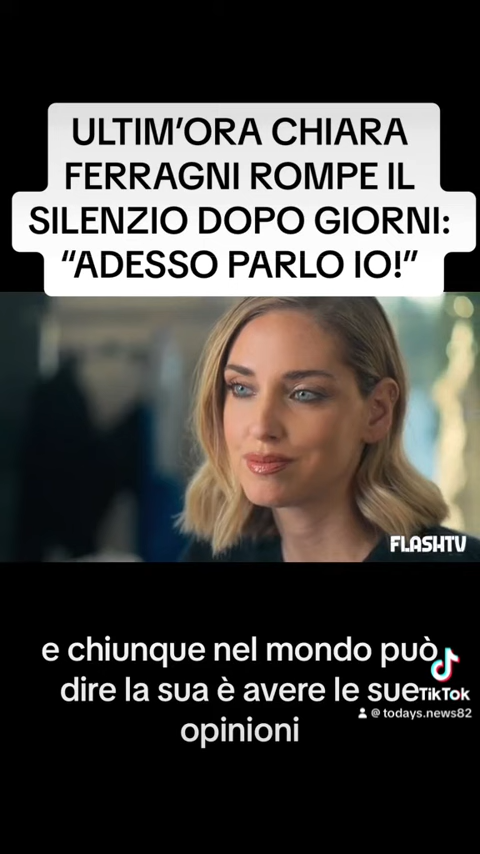 ULTIM’ORA CHIARA
FERRAGNI ROMPE IL
SILENZIO DOPO GIORNI:
“ADESSO PARLO IO!”
FLASHTV
e chiunque nel mondo può
dire la sua è avere le sue
opinioni
TikTok
@ todays.news82